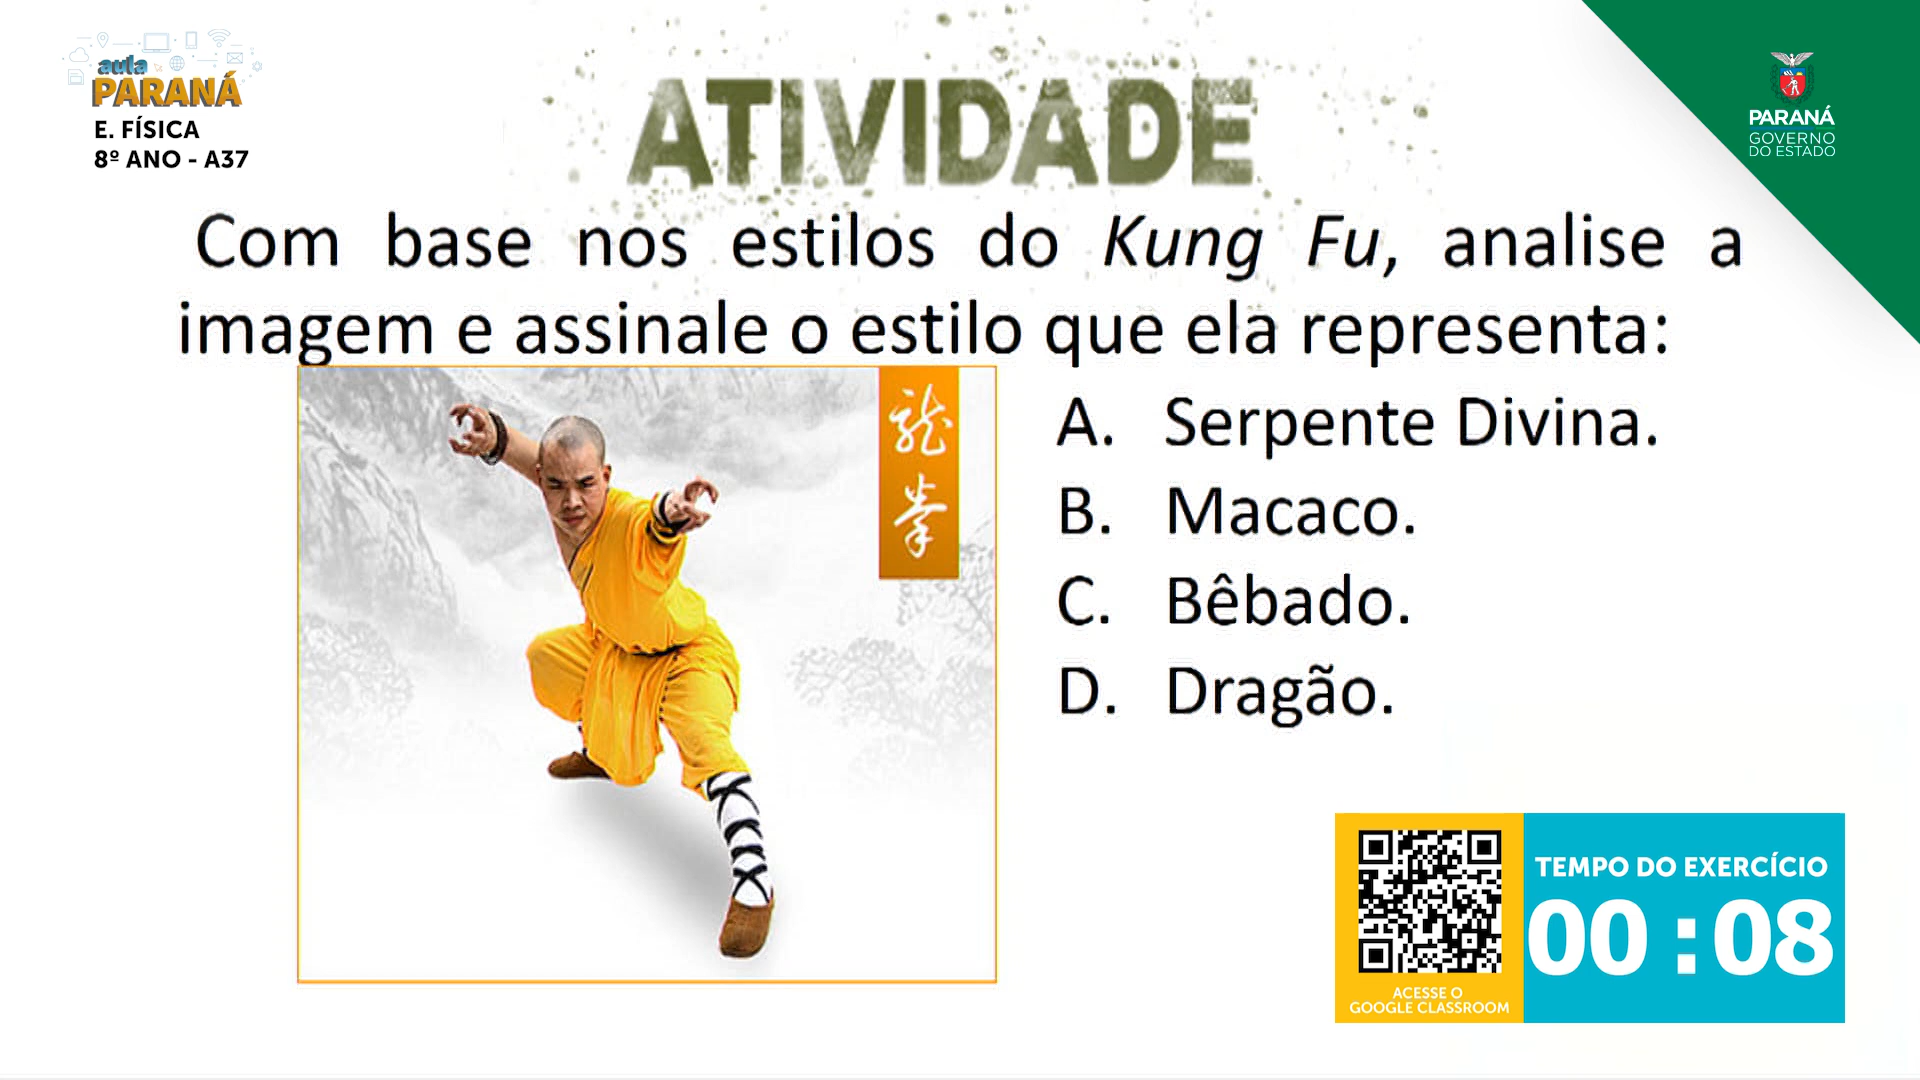 aula
PARANÁ
E. FÍSICA
8º ANO - A37
ATIVIDADE
PARANÁ
GOVERNO
DO ESTADO
Com base nos estilos do Kung Fu, analise a
imagem e assinale o estilo que ela representa:
龍
拳
A. Serpente Divina.
B. Macaco.
C. Bêbado.
D. Dragão.
TEMPO DO EXERCÍCIO
00 : 08
ACESSE O
GOOGLE CLASSROOM